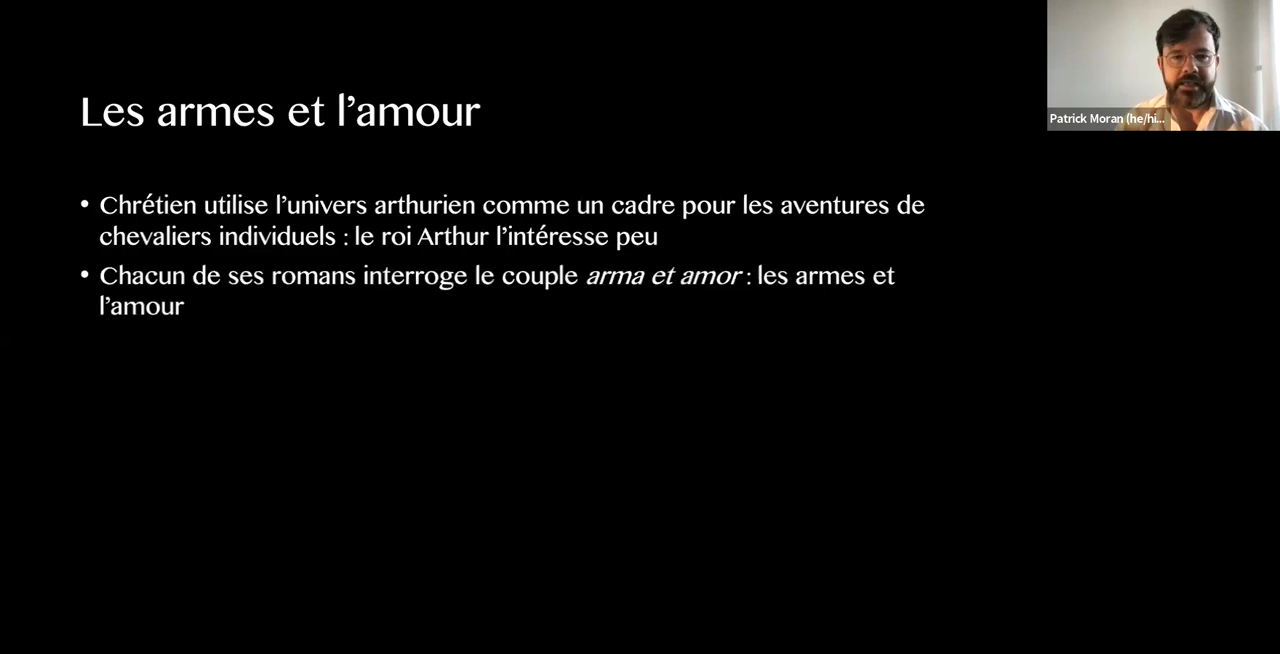 Les armes et l’amour
Patrick Moran (he/hi...
• Chrétien utilise l’univers arthurien comme un cadre pour les aventures de
chevaliers individuels : le roi Arthur l’intéresse peu
• Chacun de ses romans interroge le couple arma et amor : les armes et
l’amour